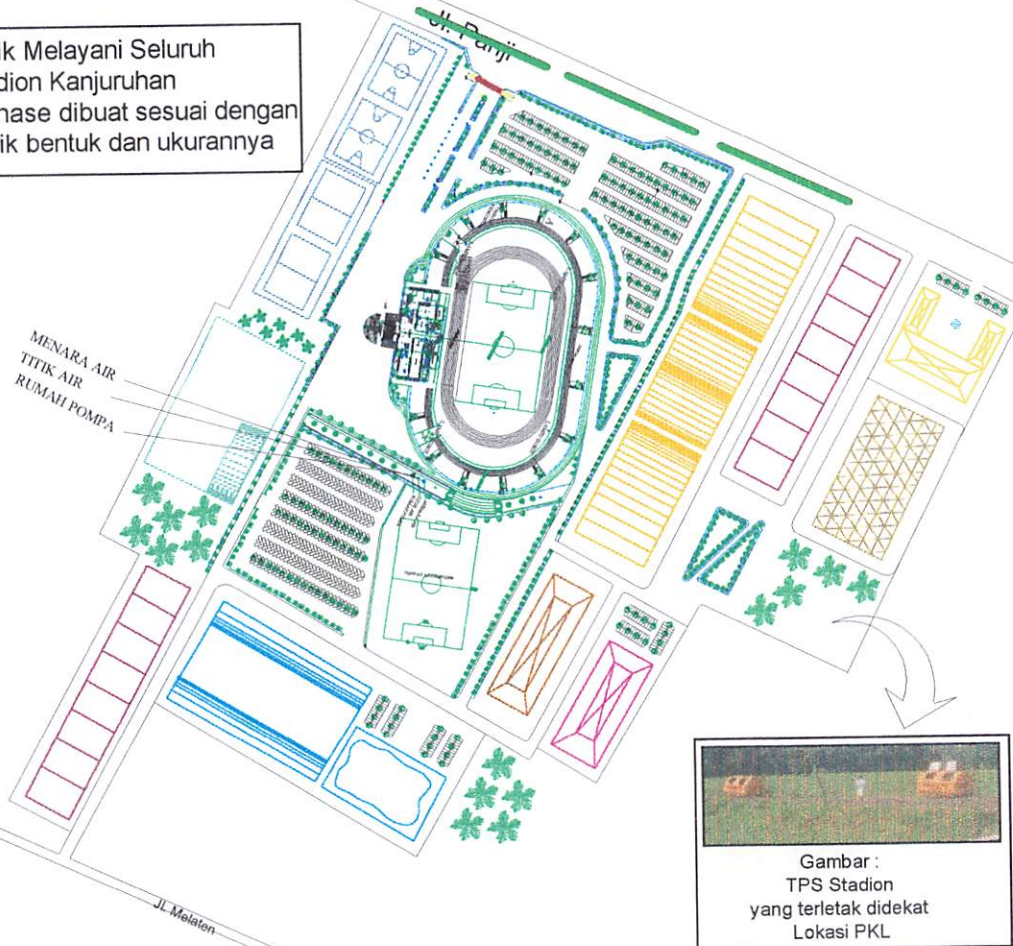 Jl. Panji
ik Melayani Seluruh
dion Kanjuruhan
nase dibuat sesuai dengan
ik bentuk dan ukurannya
MENARA AIR
TITIK AIR
RUMAH POMPA
JL Melaten
Gambar :
TPS Stadion
yang terletak didekat
Lokasi PKL